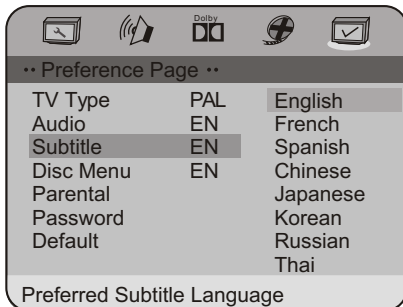 Dolby
•• Preference Page ••
TV Type PAL English
Audio EN French
Subtitle EN Spanish
Disc Menu EN Chinese
Parental Japanese
Password Korean
Default Russian
Thai
Preferred Subtitle Language